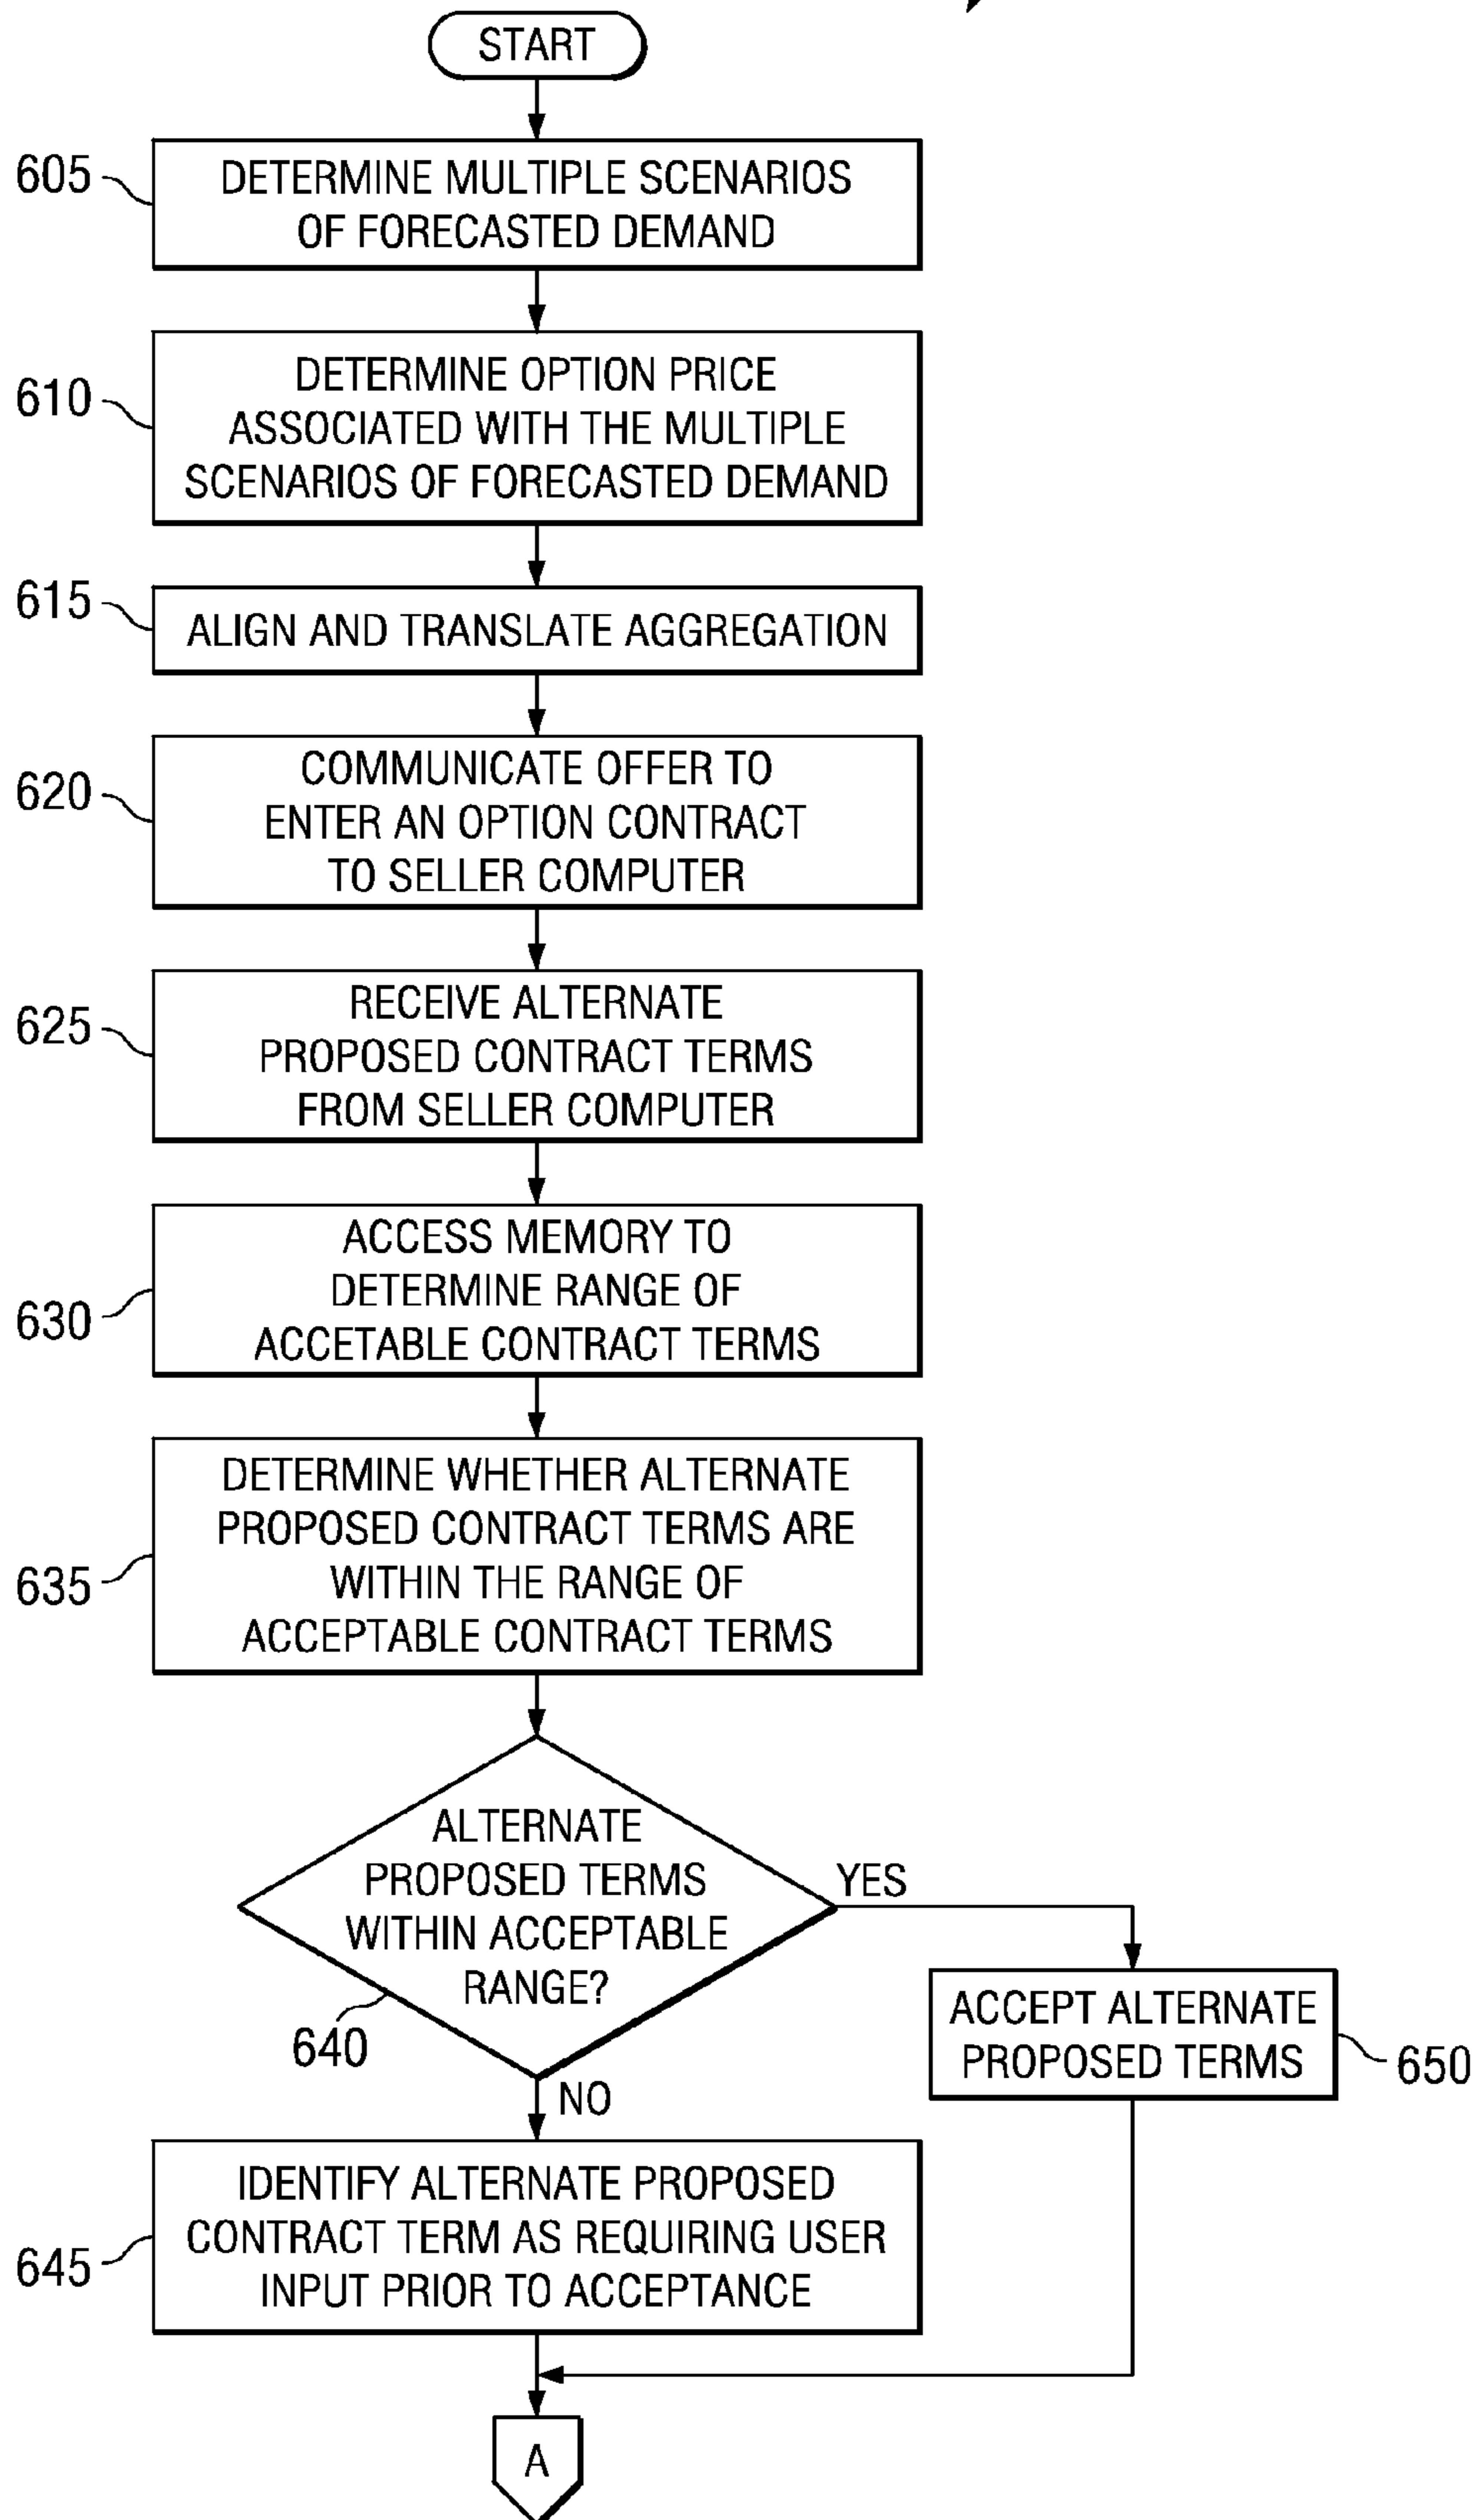 START
605
DETERMINE MULTIPLE SCENARIOS
OF FORECASTED DEMAND
610
DETERMINE OPTION PRICE
ASSOCIATED WITH THE MULTIPLE
SCENARIOS OF FORECASTED DEMAND
615
ALIGN AND TRANSLATE AGGREGATION
620
COMMUNICATE OFFER TO
ENTER AN OPTION CONTRACT
TO SELLER COMPUTER
625
RECEIVE ALTERNATE
PROPOSED CONTRACT TERMS
FROM SELLER COMPUTER
630
ACCESS MEMORY TO
DETERMINE RANGE OF
ACCETABLE CONTRACT TERMS
635
DETERMINE WHETHER ALTERNATE
PROPOSED CONTRACT TERMS ARE
WITHIN THE RANGE OF
ACCEPTABLE CONTRACT TERMS
ALTERNATE
PROPOSED TERMS
WITHIN ACCEPTABLE
RANGE?
640
YES
ACCEPT ALTERNATE
PROPOSED TERMS
650
NO
645
IDENTIFY ALTERNATE PROPOSED
CONTRACT TERM AS REQUIRING USER
INPUT PRIOR TO ACCEPTANCE
A